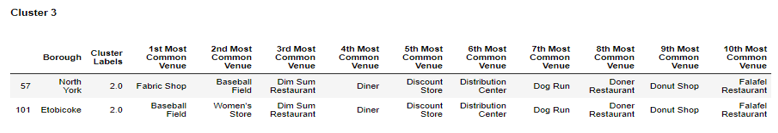 Cluster 3
Borough Cluster Labels 1st Most Common Venue 2nd Most Common Venue 3rd Most Common Venue 4th Most Common Venue 5th Most Common Venue 6th Most Common Venue 7th Most Common Venue 8th Most Common Venue 9th Most Common Venue 10th Most Common Venue
57 North York 2.0 Fabric Shop Baseball Field Dim Sum Restaurant Diner Discount Store Distribution Center Dog Run Doner Restaurant Donut Shop Falafel Restaurant
101 Etobicoke 2.0 Baseball Field Women's Store Dim Sum Restaurant Diner Discount Store Distribution Center Dog Run Doner Restaurant Donut Shop Falafel Restaurant